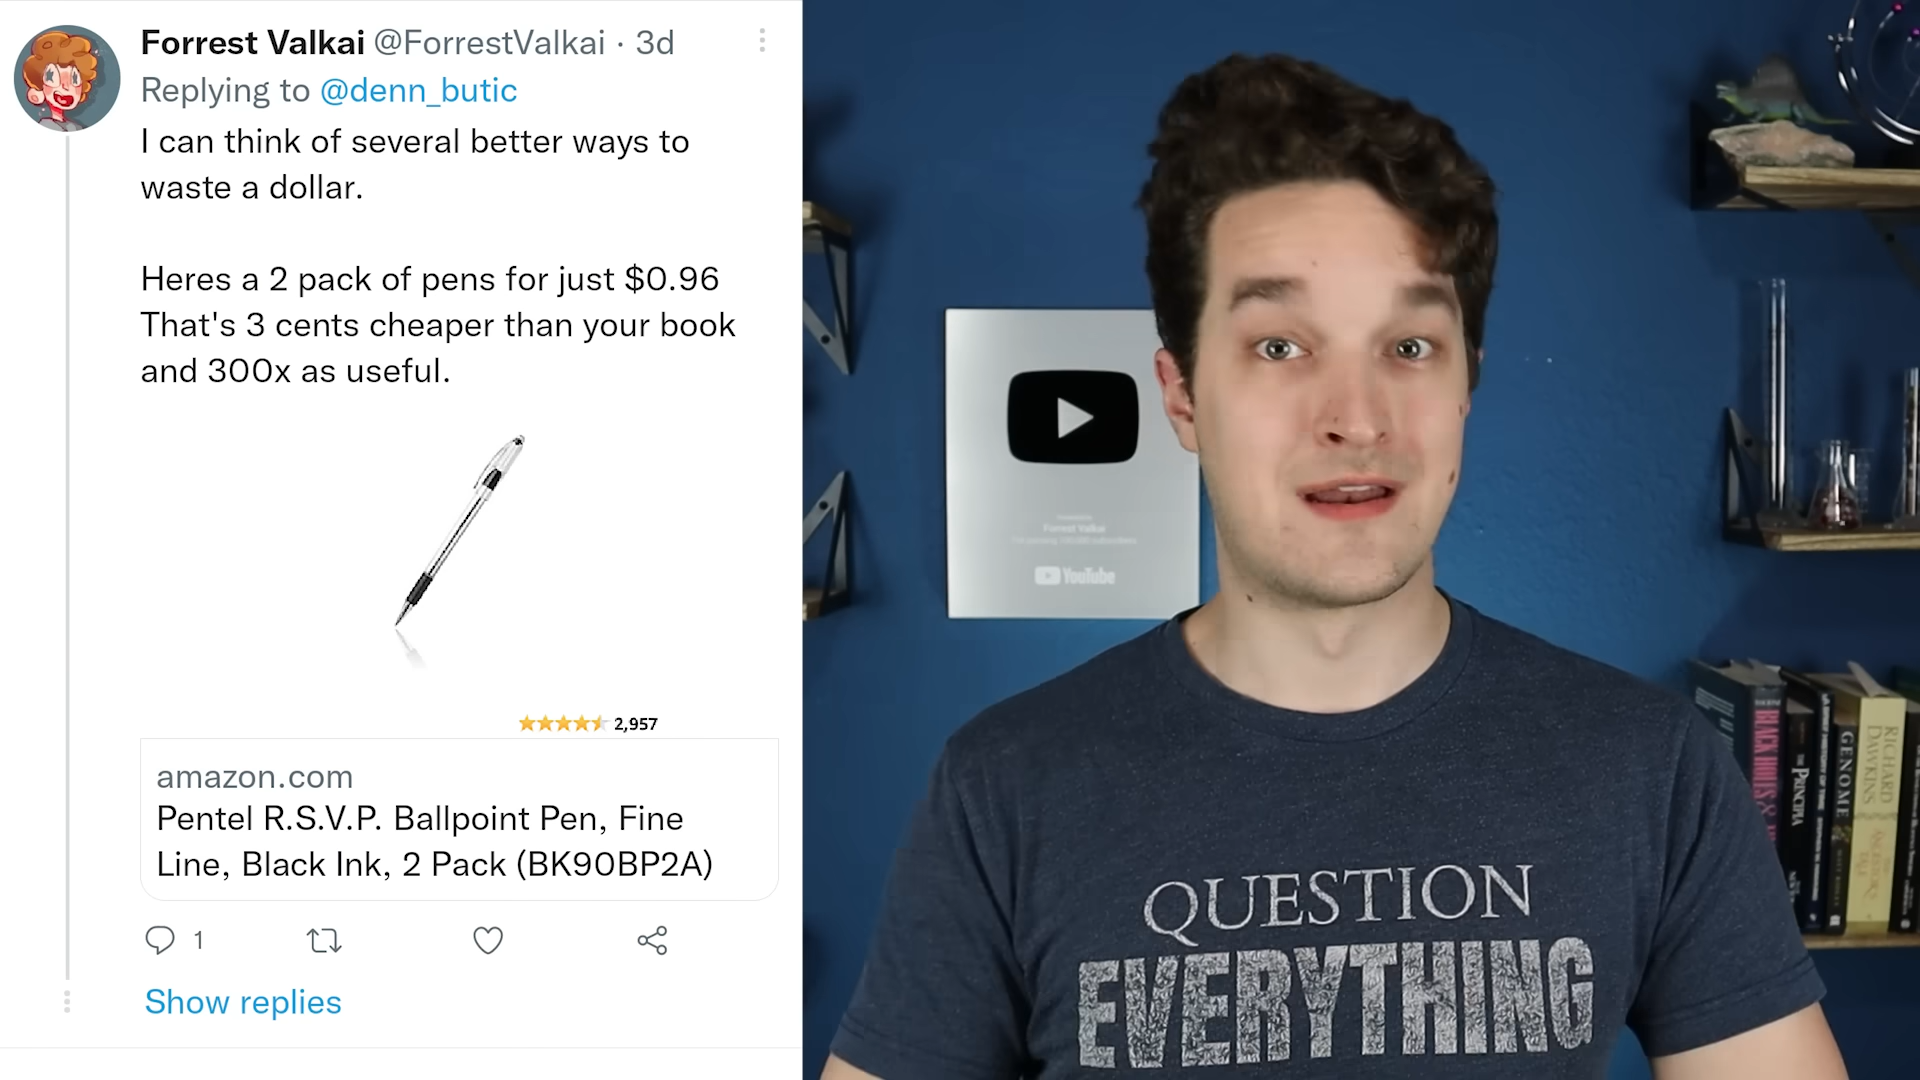 Forrest Valkai @ForrestValkai · 3d
Replying to @denn_butic
I can think of several better ways to
waste a dollar.
Heres a 2 pack of pens for just $0.96
That's 3 cents cheaper than your book
and 300x as useful.
2,957
amazon.com
Pentel R.S.V.P. Ballpoint Pen, Fine
Line, Black Ink, 2 Pack (BK90BP2A)
1
Show replies
Forrest Valkai
YouTube
QUESTION
EVERYTHING
BLACK HOLES &
THE PRINCIPIA
GENOME
RICHARD
DAWKINS